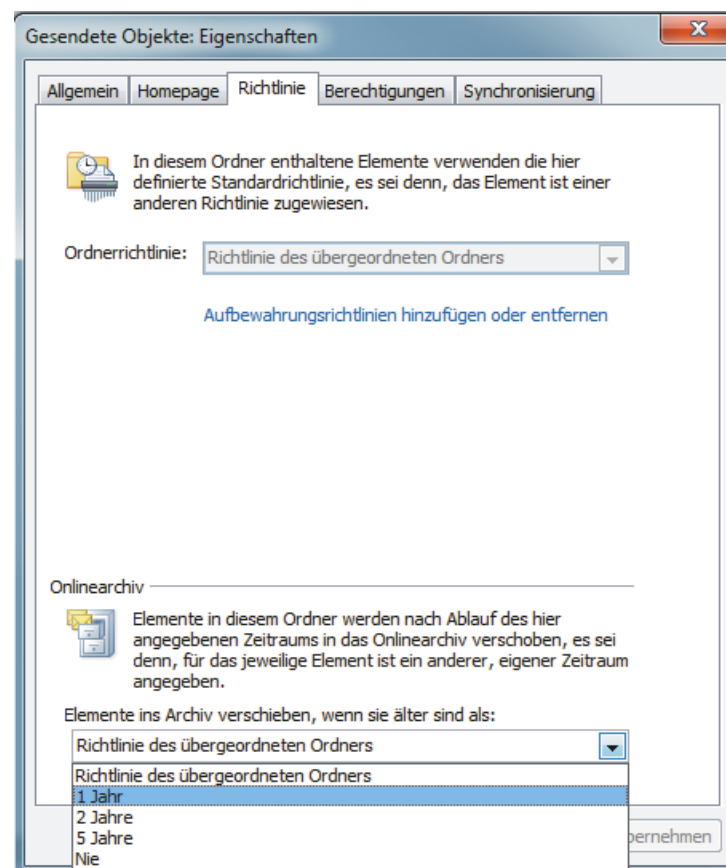 Gesendete Objekte: Eigenschaften
Allgemein Homepage Richtlinie Berechtigungen Synchronisierung
In diesem Ordner enthaltene Elemente verwenden die hier
definierte Standardrichtlinie, es sei denn, das Element ist einer
anderen Richtlinie zugewiesen.
Ordnerrichtlinie: Richtlinie des übergeordneten Ordners
Aufbewahrungsrichtlinien hinzufügen oder entfernen
Onlinearchiv
Elemente in diesem Ordner werden nach Ablauf des hier
angegebenen Zeitraums in das Onlinearchiv verschoben, es sei
denn, für das jeweilige Element ist ein anderer, eigener Zeitraum
angegeben.
Elemente ins Archiv verschieben, wenn sie älter sind als:
Richtlinie des übergeordneten Ordners
Richtlinie des übergeordneten Ordners
1 Jahr
2 Jahre
5 Jahre
bernehmen
Nie